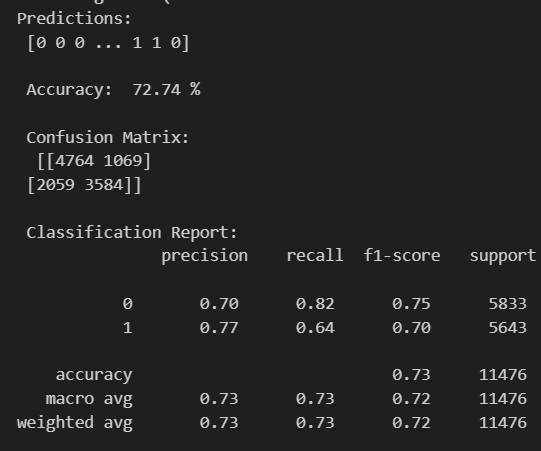 Predictions:
[0 0 0 ... 1 1 0]
Accuracy:  72.74 %
Confusion Matrix:
[[4764 1069]
[2059 3584]]
Classification Report:
precision recall f1-score support
0 0.70 0.82 0.75 5833
1 0.77 0.64 0.70 5643
accuracy 0.73 11476
macro avg 0.73 0.73 0.72 11476
weighted avg 0.73 0.73 0.72 11476